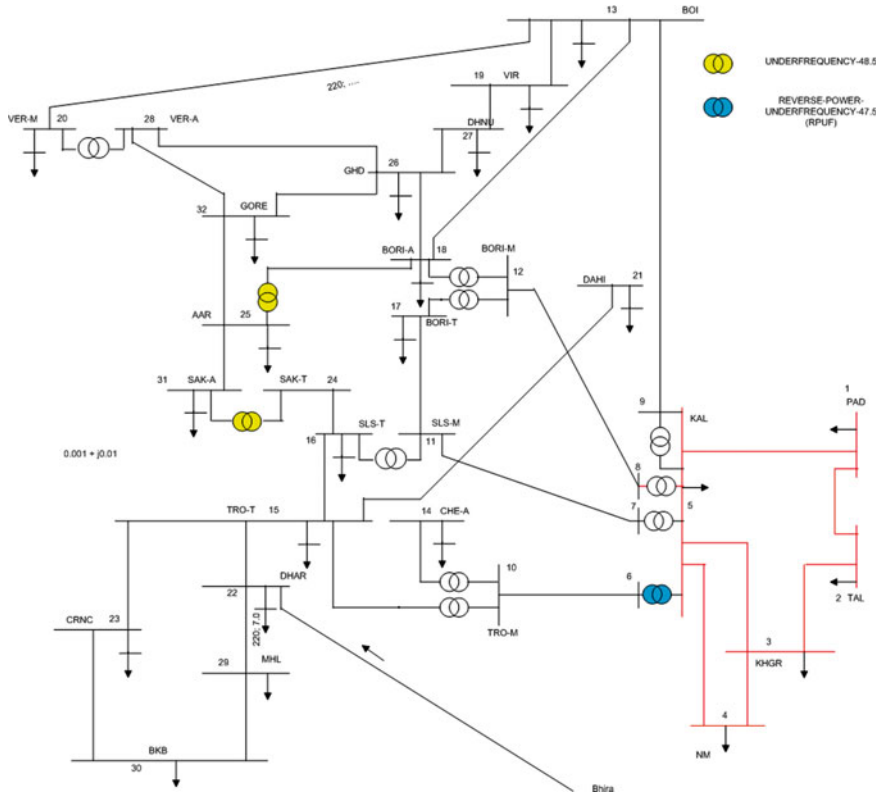 13 BOI
UNDERFREQUENCY-48.5
220; ....
19 VIR
REVERSE-POWER-
UNDERFREQUENCY-47.5
(RPUF)
VER-M 20
28 VER-A
DHNU
27
GHD 26
32 GORE
BORI-A 18
BORI-M
12
DAHI 21
17
BORI-T
AAR 25
31 SAK-A
SAK-T 24
1
PAD
9
KAL
SLS-T
16
SLS-M
11
0.001 + j0.01
8
7
5
TRO-T 15
14 CHE-A
10
6
2 TAL
DHAR
22
220; 7.0
CRNC
23
TRO-M
29 MHL
3
KHGR
4
NM
BKB
30
Bhira